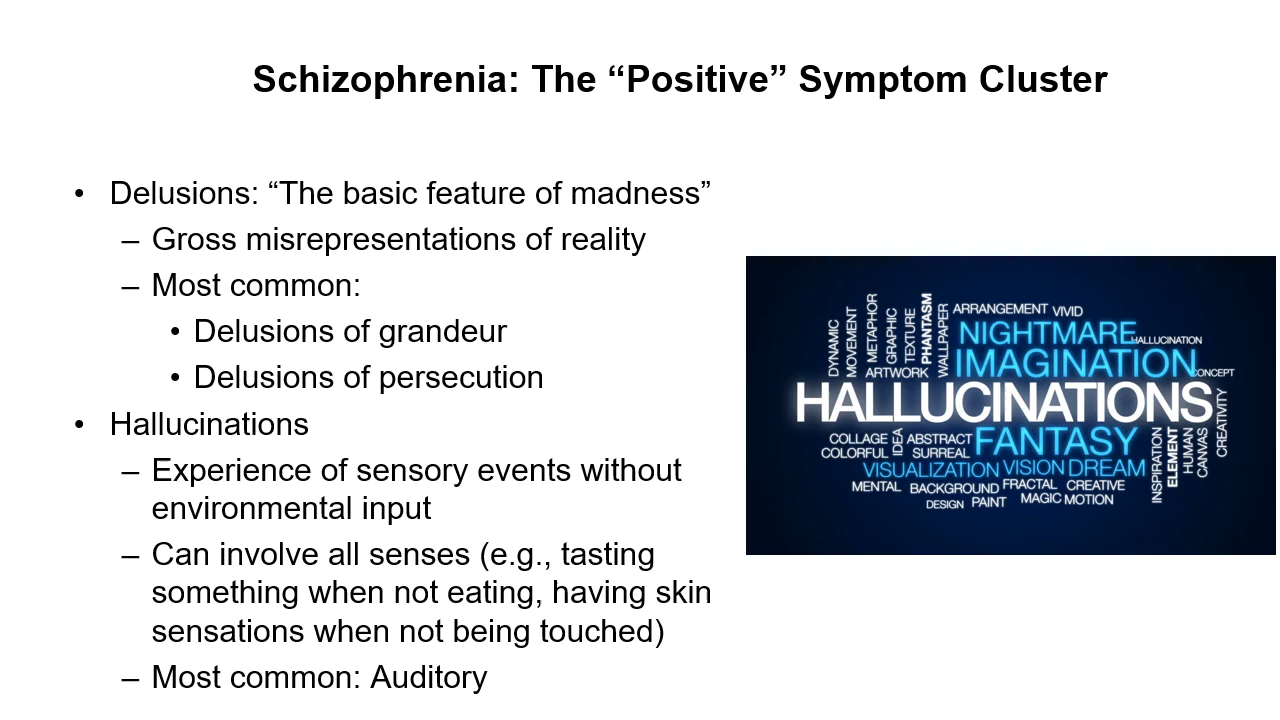 Schizophrenia: The “Positive” Symptom Cluster
• Delusions: “The basic feature of madness”
– Gross misrepresentations of reality
– Most common:
• Delusions of grandeur
• Delusions of persecution
• Hallucinations
– Experience of sensory events without
environmental input
– Can involve all senses (e.g., tasting
something when not eating, having skin
sensations when not being touched)
– Most common: Auditory
DYNAMIC
MOVEMENT
METAPHOR
GRAPHIC
TEXTURE
PHANTASM
WALLPAPER
ARRANGEMENT VIVID
NIGHTMARE
HALLUCINATION
ARTWORK
IMAGINATION
CONCEPT
HALLUCINATIONS
COLLAGE
IDEA
ABSTRACT
FANTASY
COLORFUL
SURREAL
VISUALIZATION VISION DREAM
MENTAL
BACKGROUND
FRACTAL CREATIVE
DESIGN PAINT
MAGIC MOTION
INSPIRATION
ELEMENT
HUMAN
CANVAS
CREATIVITY